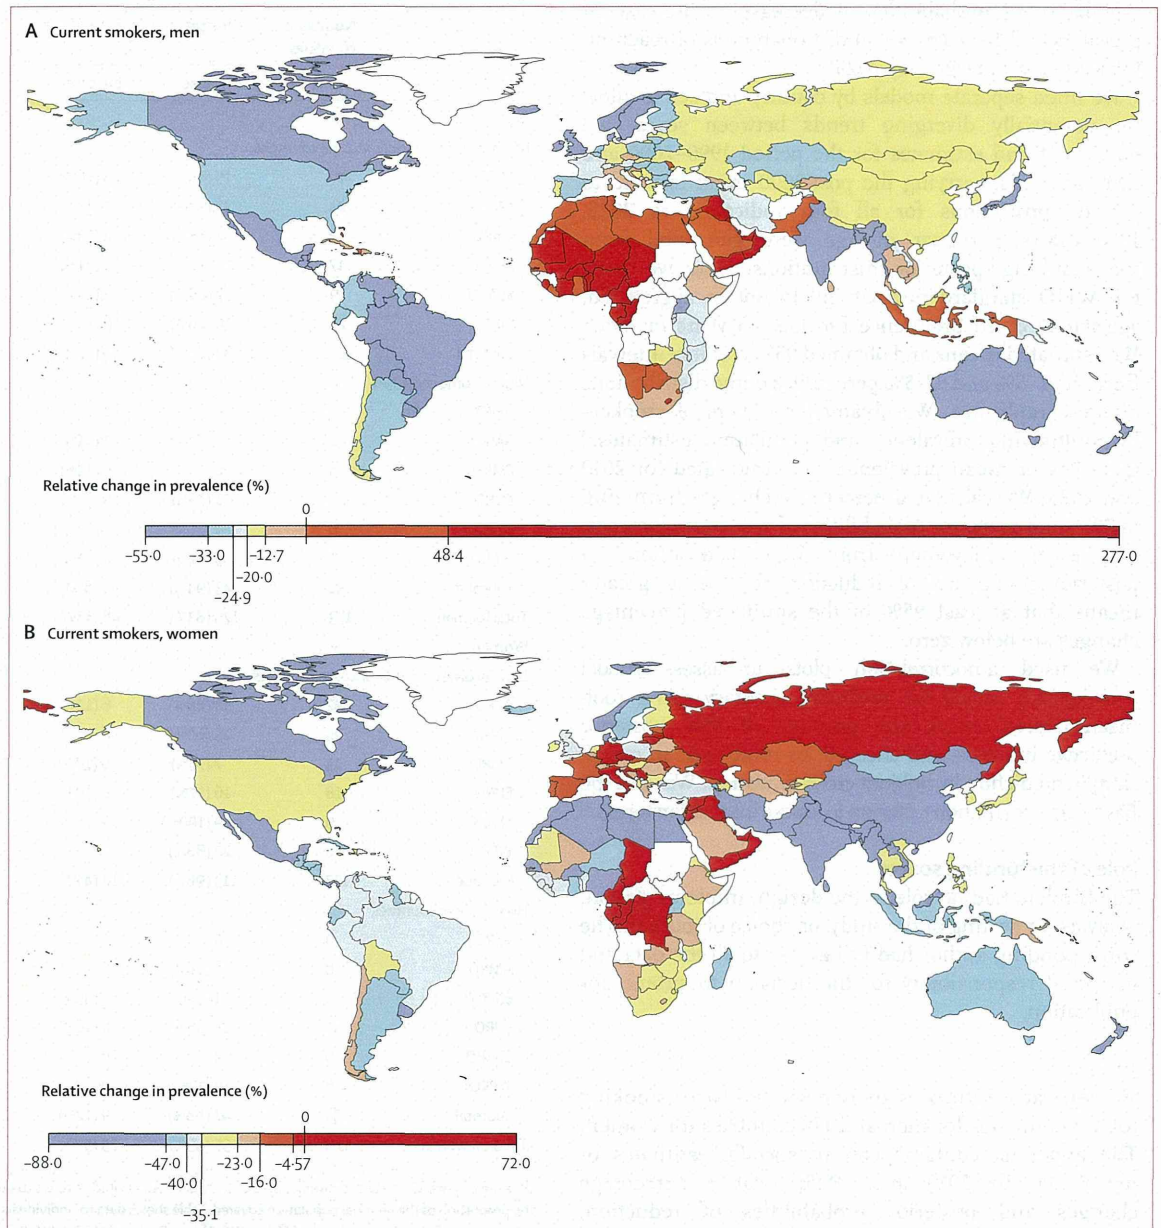 A Current smokers, men
Relative change in prevalence (%)
0
–55·0 –33·0 –12·7 48·4 277·0
–20·0
–24·9
B Current smokers, women
Relative change in prevalence (%)
0
–88·0 –47·0 –23·0 –4·57 72·0
–40·0 –16·0
–35·1